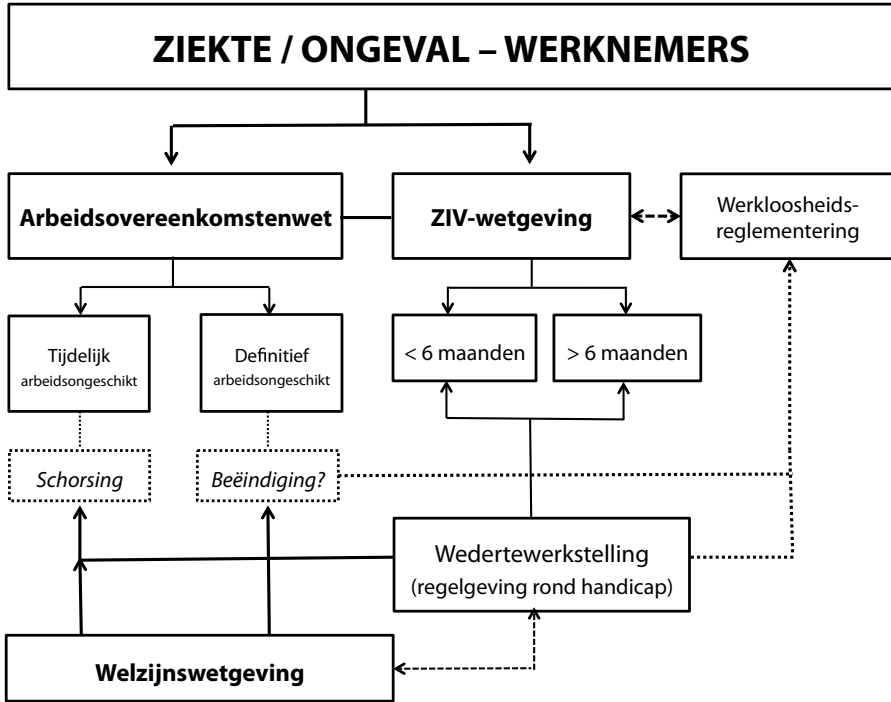 ZIEKTE / ONGEVAL – WERKNEMERS
Arbeidsovereenkomstenwet
ZIV-wetgeving
Werkloosheids-
reglementering
Tijdelijk
arbeidsongeschikt
Definitief
arbeidsongeschikt
< 6 maanden
> 6 maanden
Schorsing
Beëindiging?
Wedertewerkstelling
(regelgeving rond handicap)
Welzijnswetgeving